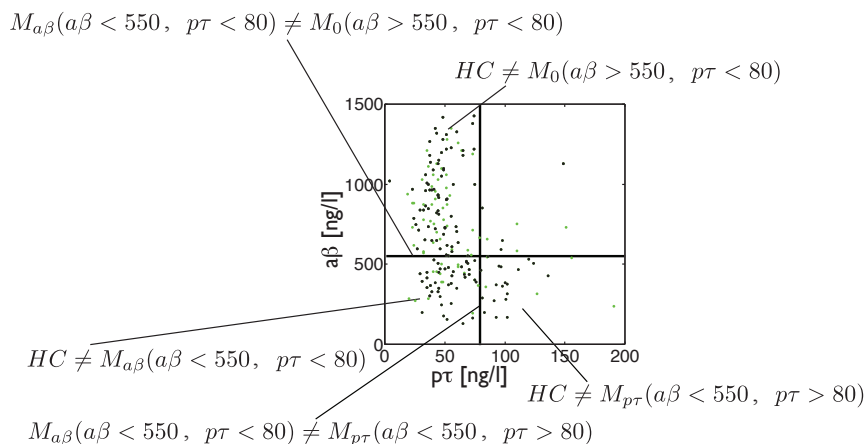 M_{aβ}(aβ < 550, pτ < 80) ≠ M_0(aβ > 550, pτ < 80)
HC ≠ M_0(aβ > 550, pτ < 80)
1500
1000
500
0
aβ [ng/l]
0 50 100 150 200
pτ [ng/l]
HC ≠ M_{aβ}(aβ < 550, pτ < 80)
HC ≠ M_{pτ}(aβ < 550, pτ > 80)
M_{aβ}(aβ < 550, pτ < 80) ≠ M_{pτ}(aβ < 550, pτ > 80)